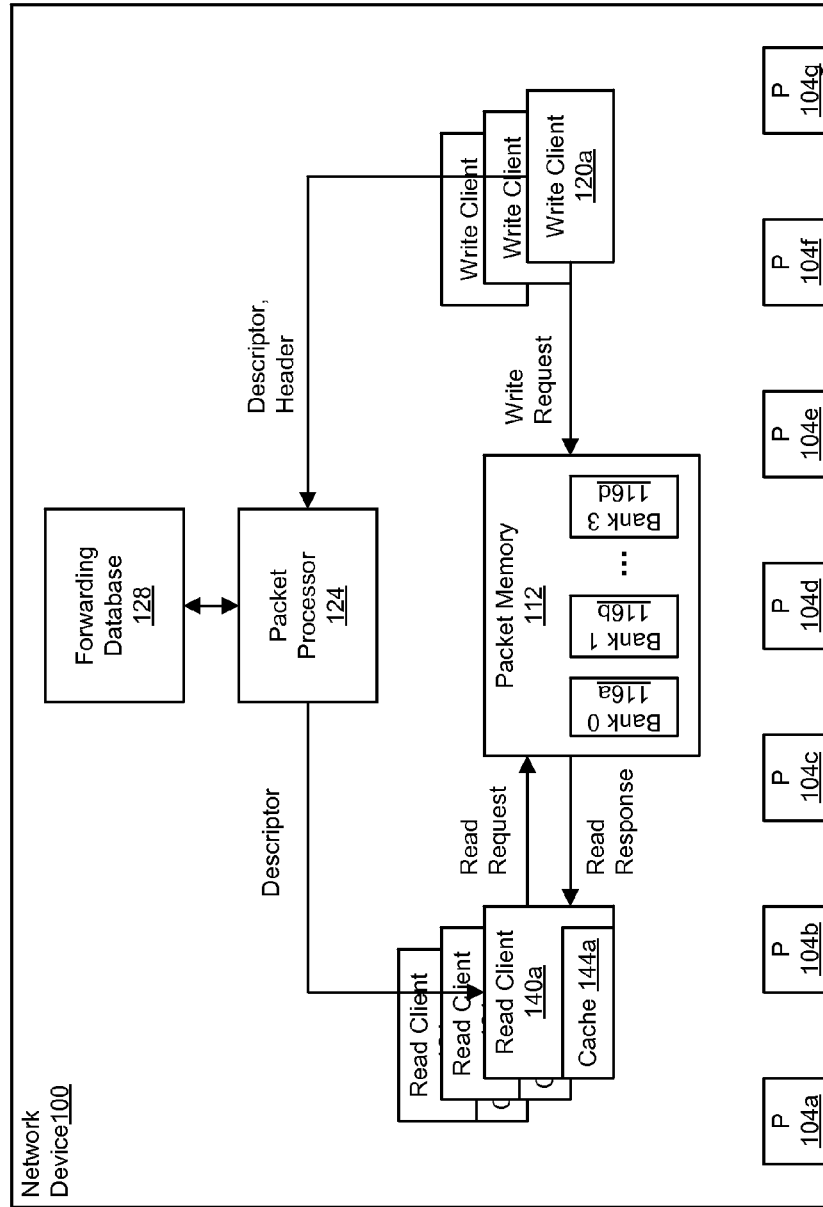 Network
Device100
Forwarding
Database
128
Packet
Processor
124
Descriptor
Descriptor,
Header
Read Client
Read Client
Read Client
140a
Cache 144a
Read
Request
Read
Response
Packet Memory
112
Bank 0
116a
Bank 1
116b
...
Bank 3
116d
Write
Request
Write Client
Write Client
Write Client
120a
P
104a
P
104b
P
104c
P
104d
P
104e
P
104f
P
104g